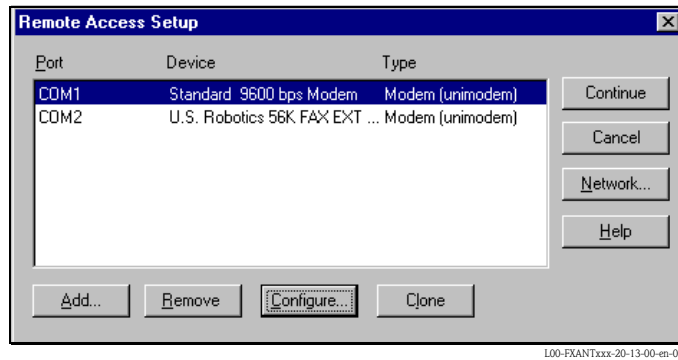 Remote Access Setup
Port Device Type
COM1 Standard 9600 bps Modem Modem (unimodem)
COM2 U.S. Robotics 56K FAX EXT ... Modem (unimodem)
Continue
Cancel
Network...
Help
Add... Remove Configure... Clone
L00-FXANTxxx-20-13-00-en-0